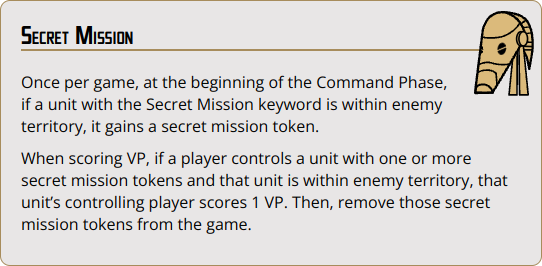 Secret Mission
Once per game, at the beginning of the Command Phase,
if a unit with the Secret Mission keyword is within enemy
territory, it gains a secret mission token.
When scoring VP, if a player controls a unit with one or more
secret mission tokens and that unit is within enemy territory, that
unit’s controlling player scores 1 VP. Then, remove those secret
mission tokens from the game.